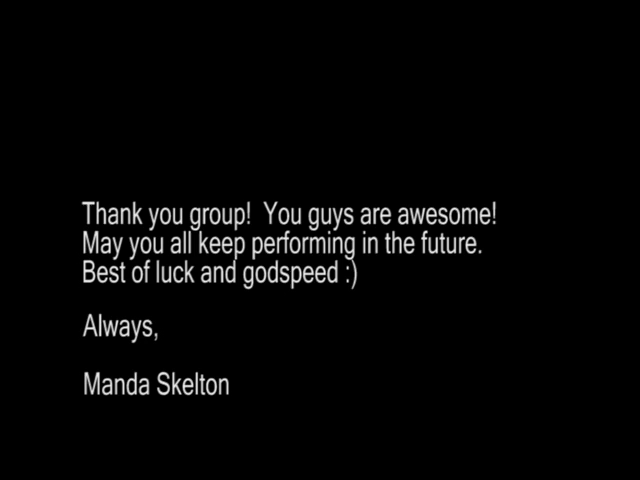 Thank you group!  You guys are awesome!
May you all keep performing in the future.
Best of luck and godspeed :)
Always,
Manda Skelton